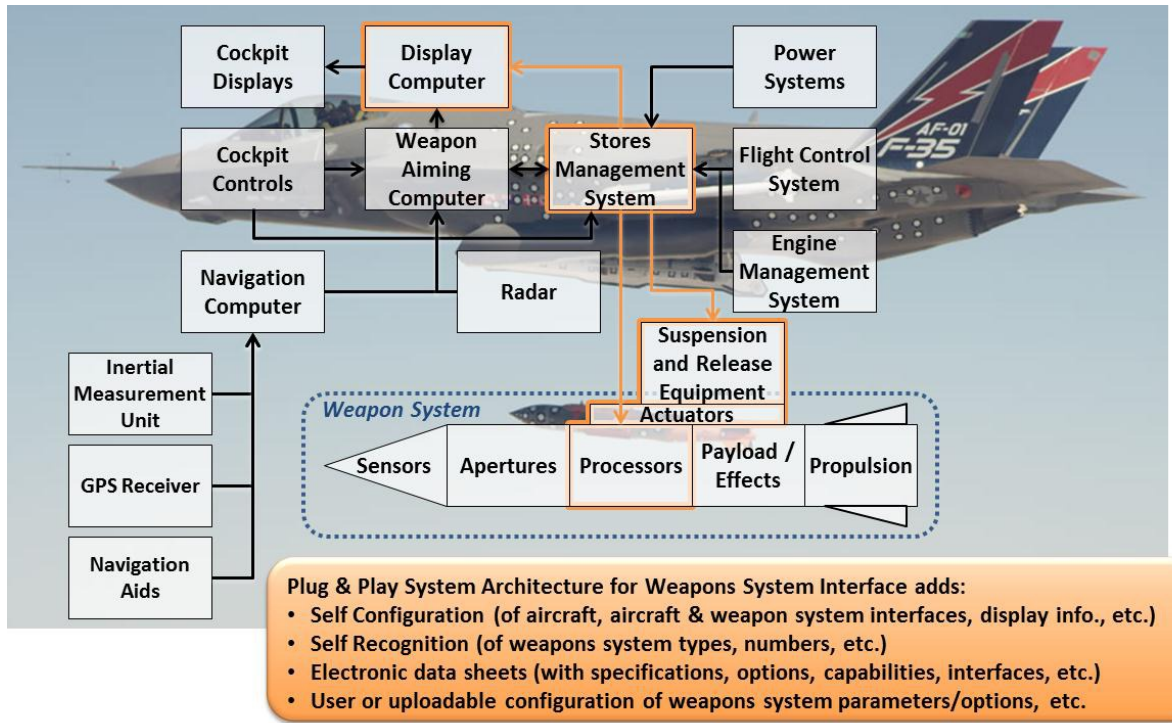 Cockpit
Displays
Display
Computer
Power
Systems
AF-01
F-35
Cockpit
Controls
Weapon
Aiming
Computer
Stores
Management
System
Flight Control
System
Engine
Management
System
Navigation
Computer
Radar
Suspension
and Release
Equipment
Inertial
Measurement
Unit
Weapon System
Actuators
Sensors
Apertures
Processors
Payload /
Effects
Propulsion
GPS Receiver
Navigation
Aids
Plug & Play System Architecture for Weapons System Interface adds:
• Self Configuration (of aircraft, aircraft & weapon system interfaces, display info., etc.)
• Self Recognition (of weapons system types, numbers, etc.)
• Electronic data sheets (with specifications, options, capabilities, interfaces, etc.)
• User or uploadable configuration of weapons system parameters/options, etc.